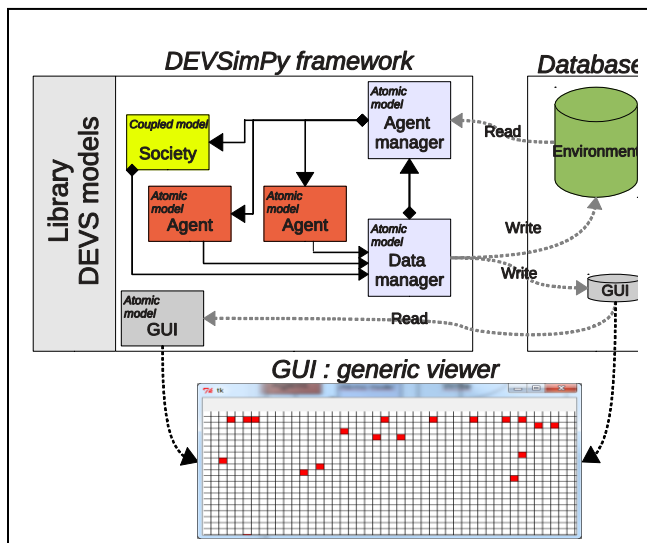 DEVSimPy framework
Database
Library
DEVS models
Coupled model
Society
Atomic
model
Agent
manager
Read
Environment
Atomic
model
Agent
Atomic
model
Agent
Atomic
model
Data
manager
Write
Write
GUI
Atomic
model
GUI
Read
GUI : generic viewer
tk